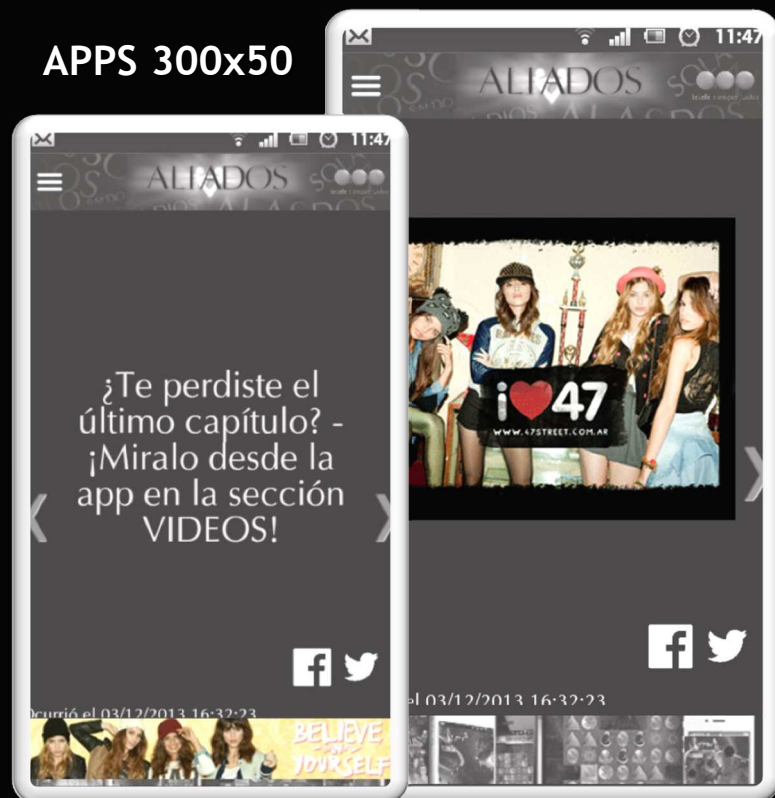 APPS 300x50
11:47
ALIADOS
telefe
¿Te perdiste el
último capítulo? -
¡Miralo desde la
app en la sección
VIDEOS!
Ocurrió el 03/12/2013 16:32:23
BELIEVE
IN
YOURSELF
11:47
ALIADOS
telefe
i 47
WWW.47STREET.COM.AR
el 03/12/2013 16:32:23